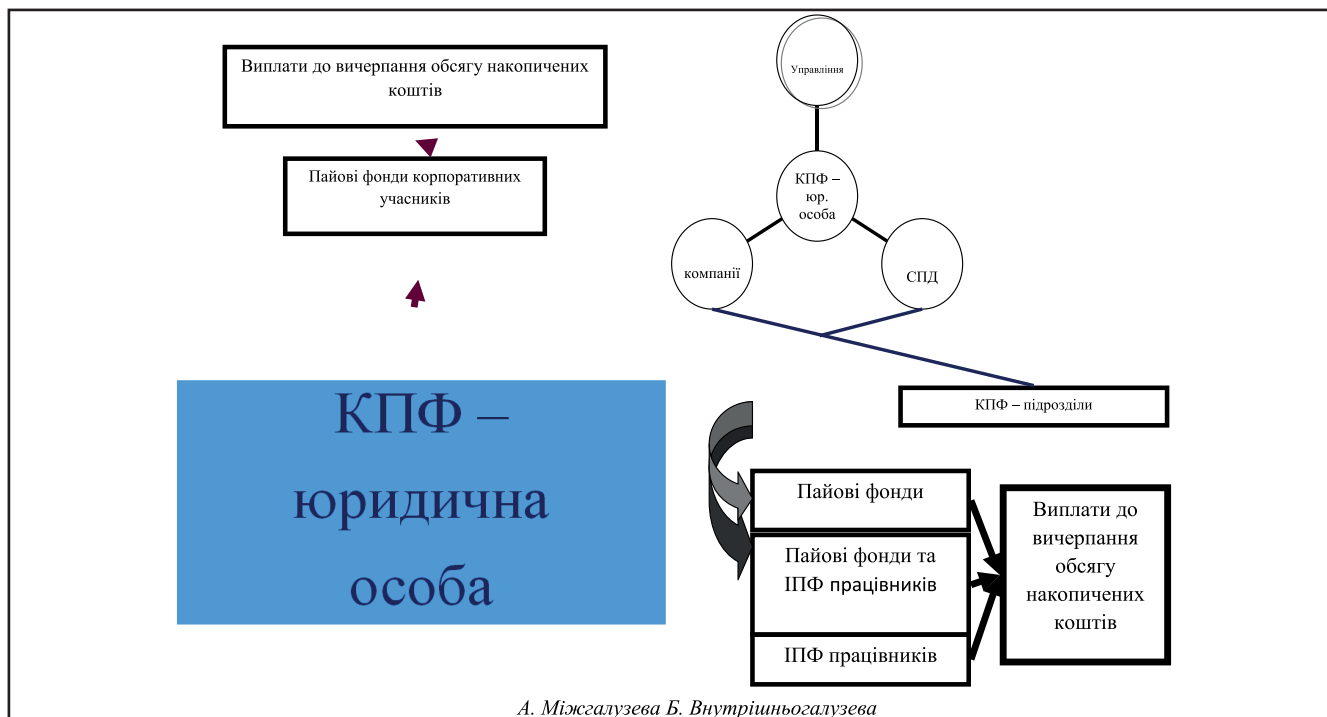 Виплати до вичерпання обсягу накопичених
коштів
Пайові фонди корпоративних
учасників
КПФ –
юридична
особа
Управління
КПФ –
юр.
особа
компанії
СПД
КПФ – підрозділи
Пайові фонди
Пайові фонди та
ІПФ працівників
ІПФ працівників
Виплати до
вичерпання
обсягу
накопичених
коштів
А. Міжгалузева Б. Внутрішньогалузева